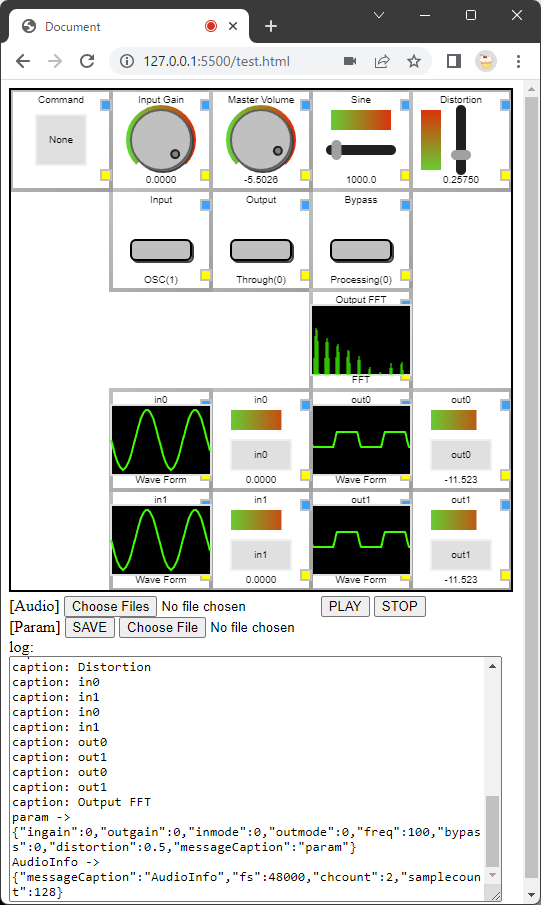 Document
127.0.0.1:5500/test.html
Command Input Gain Master Volume Sine Distortion
None
0.0000 -5.5026 1000.0 0.25750
Input Output Bypass
OSC(1) Through(0) Processing(0)
Output FFT
FFT
in0 in0 out0 out0
in0 out0
Wave Form 0.0000 Wave Form -11.523
in1 in1 out1 out1
in1 out1
Wave Form 0.0000 Wave Form -11.523
[Audio] Choose Files No file chosen PLAY STOP
[Param] SAVE Choose File No file chosen
log:
caption: Distortion
caption: in0
caption: in1
caption: in0
caption: in1
caption: out0
caption: out1
caption: out0
caption: out1
caption: Output FFT
param ->
{"ingain":0,"outgain":0,"inmode":0,"outmode":0,"freq":100,"bypas
s":0,"distortion":0.5,"messageCaption":"param"}
AudioInfo ->
{"messageCaption":"AudioInfo","fs":48000,"chcount":2,"samplecoun
t":128}